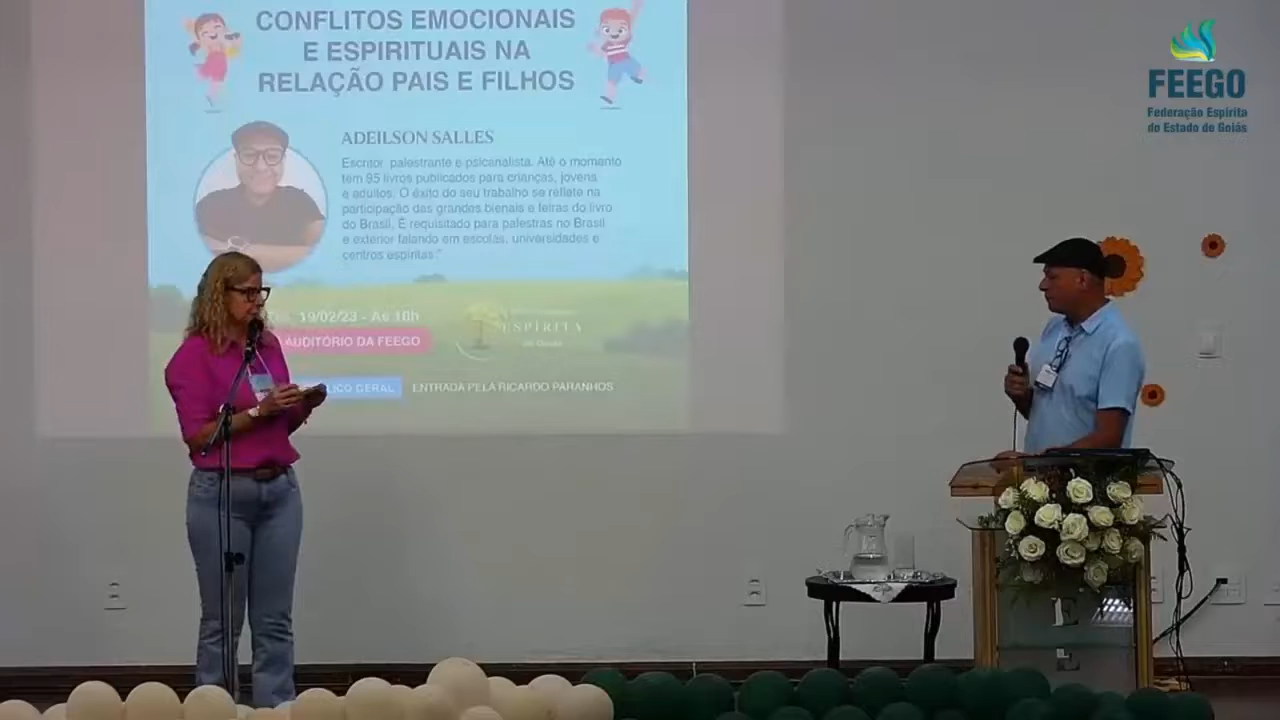 CONFLITOS EMOCIONAIS
E ESPIRITUAIS NA
RELAÇÃO PAIS E FILHOS
ADEILSON SALLES
Escritor, palestrante e psicanalista. Até o momento
tem 95 livros publicados para crianças, jovens
e adultos. O êxito do seu trabalho se reflete na
participação das grandes bienais e feiras do livro
do Brasil. É requisitado para palestras no Brasil
e exterior falando em escolas, universidades e
centros espíritas."
19/02/23 - Às 18h
AUDITÓRIO DA FEEGO
ESPÍRITA
LICO GERAL
ENTRADA PELA RICARDO PARANHOS
FEEGO
Federação Espírita
do Estado de Goiás
E
E